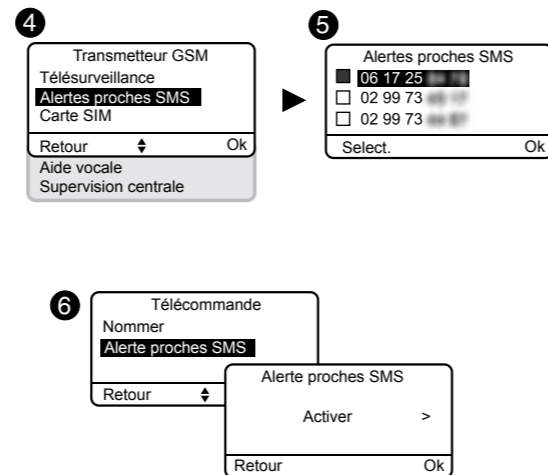 4
Transmetteur GSM
Télésurveillance
Alertes proches SMS
Carte SIM
Retour Ok
Aide vocale
Supervision centrale
5
Alertes proches SMS
06 17 25
02 99 73
02 99 73
Select. Ok
6
Télécommande
Nommer
Alerte proches SMS
Retour
Alerte proches SMS
Activer >
Retour Ok